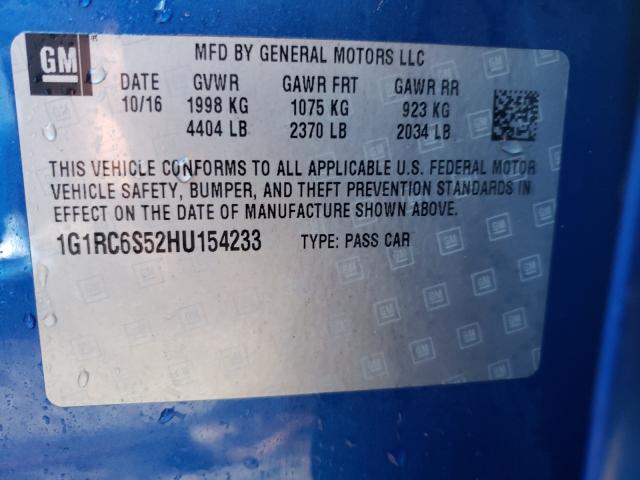 GM
MFD BY GENERAL MOTORS LLC
DATE GVWR GAWR FRT GAWR RR
10/16 1998 KG 1075 KG 923 KG
4404 LB 2370 LB 2034 LB
THIS VEHICLE CONFORMS TO ALL APPLICABLE U.S. FEDERAL MOTOR
VEHICLE SAFETY, BUMPER, AND THEFT PREVENTION STANDARDS IN
EFFECT ON THE DATE OF MANUFACTURE SHOWN ABOVE.
1G1RC6S52HU154233 TYPE: PASS CAR